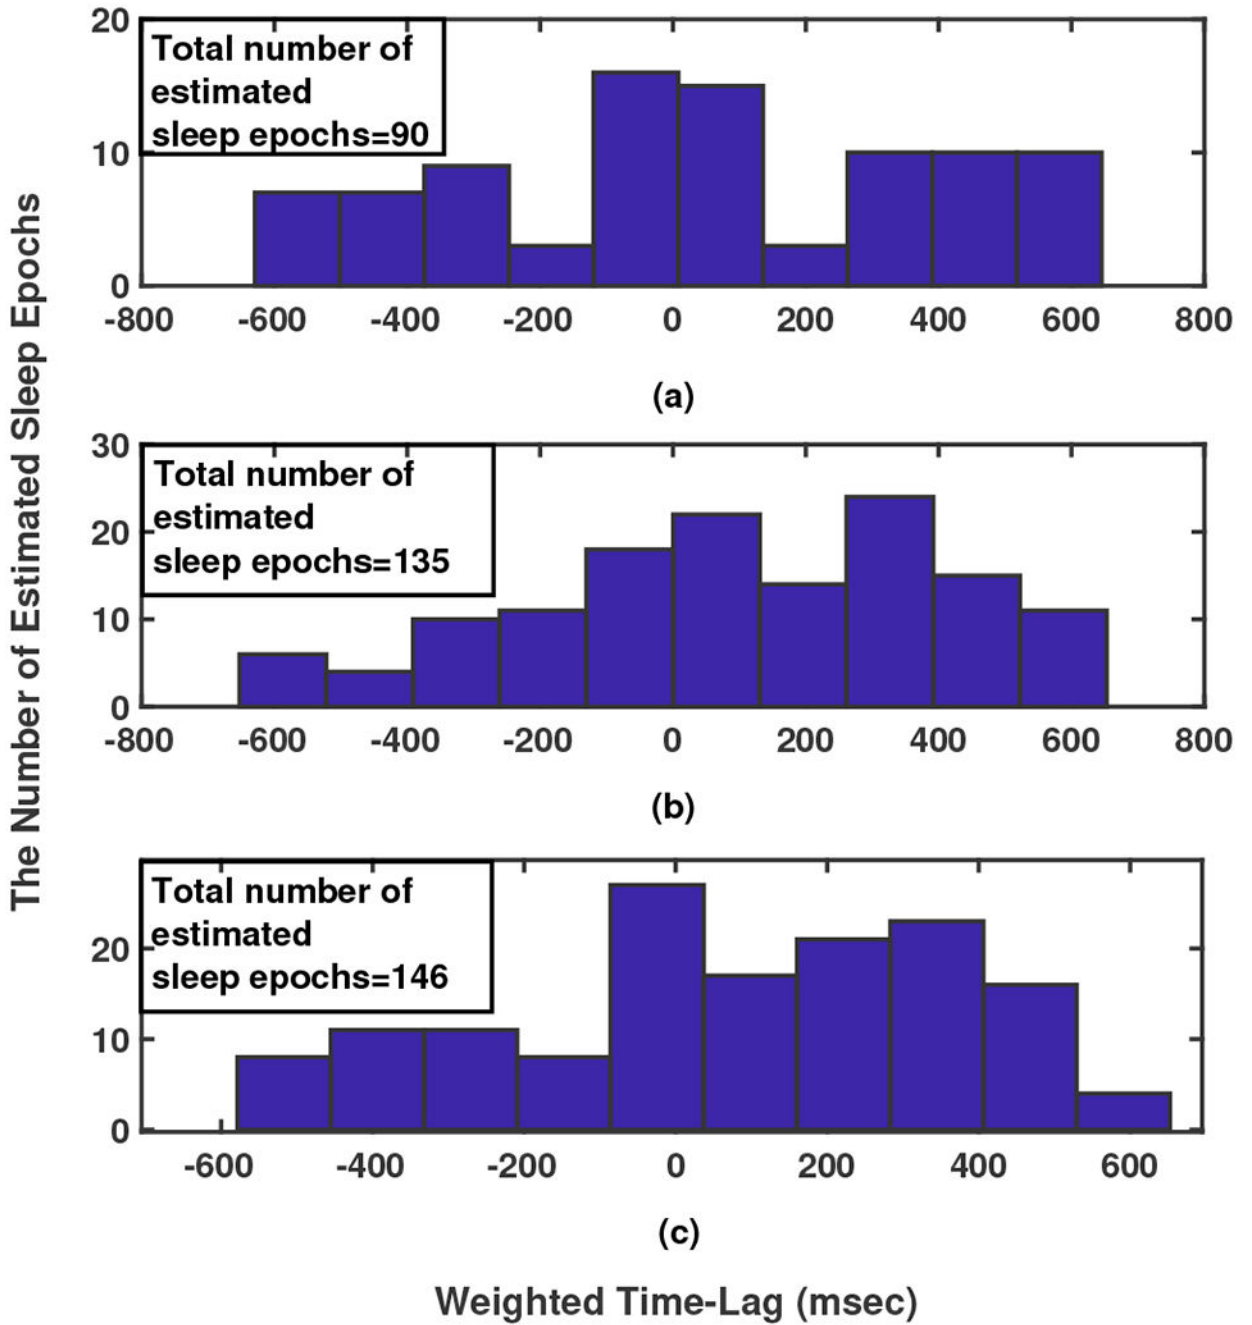 The Number of Estimated Sleep Epochs
20
10
0
Total number of
estimated
sleep epochs=90
-800 -600 -400 -200 0 200 400 600 800
(a)
30
20
10
0
Total number of
estimated
sleep epochs=135
-800 -600 -400 -200 0 200 400 600 800
(b)
20
10
0
Total number of
estimated
sleep epochs=146
-600 -400 -200 0 200 400 600
(c)
Weighted Time-Lag (msec)